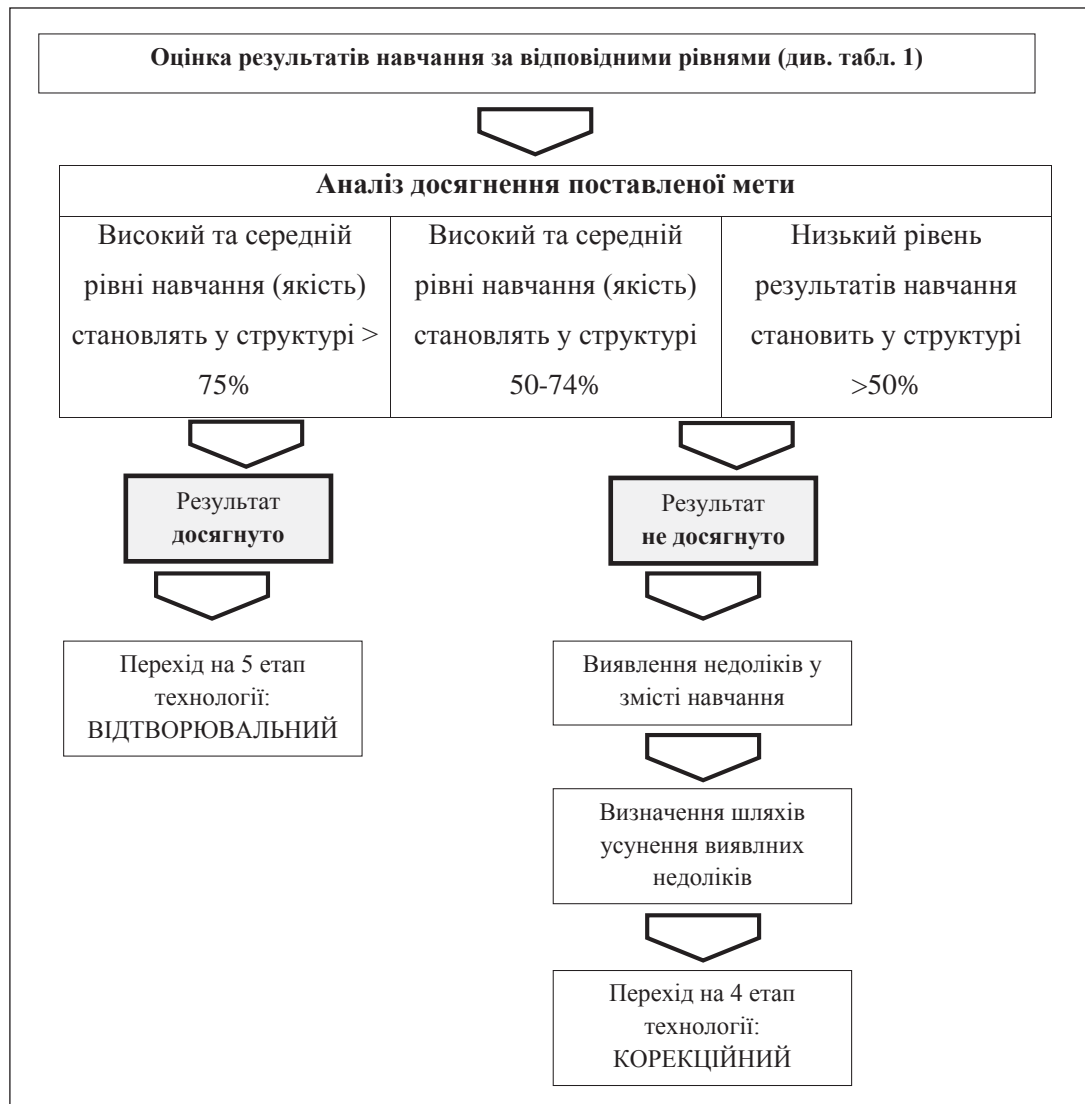 Оцінка результатів навчання за відповідними рівнями (див. табл. 1)
Аналіз досягнення поставленої мети
Високий та середній
рівні навчання (якість)
становлять у структурі >
75%
Високий та середній
рівні навчання (якість)
становлять у структурі
50-74%
Низький рівень
результатів навчання
становить у структурі
>50%
Результат
досягнуто
Результат
не досягнуто
Перехід на 5 етап
технології:
ВІДТВОРЮВАЛЬНИЙ
Виявлення недоліків у
змісті навчання
Визначення шляхів
усунення виявлних
недоліків
Перехід на 4 етап
технології:
КОРЕКЦІЙНИЙ